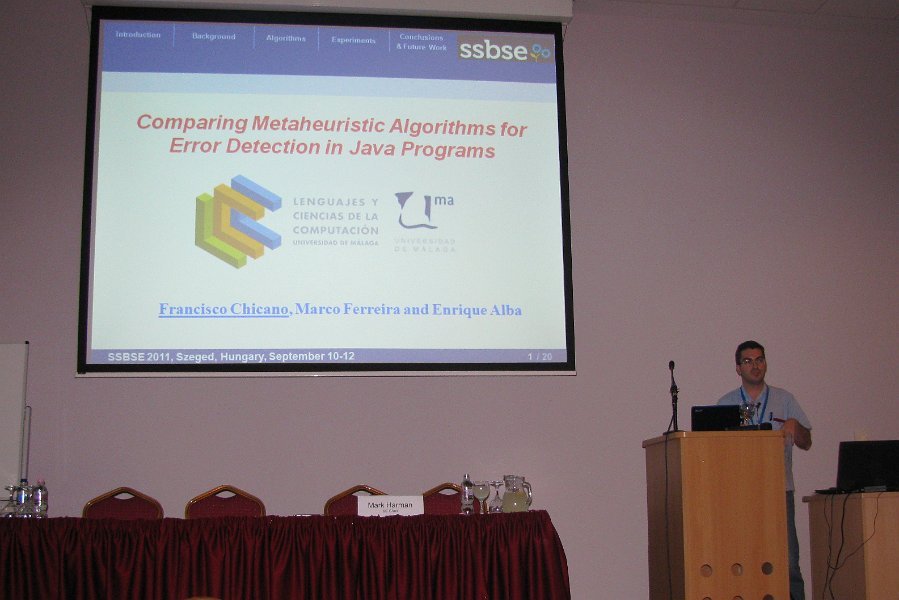 Introduction
Background
Algorithms
Experiments
Conclusions
& Future Work
ssbse
Comparing Metaheuristic Algorithms for
Error Detection in Java Programs
LENGUAJES Y
CIENCIAS DE LA
COMPUTACIÓN
UNIVERSIDAD DE MÁLAGA
uma
UNIVERSIDAD
DE MÁLAGA
Francisco Chicano, Marco Ferreira and Enrique Alba
SSBSE 2011, Szeged, Hungary, September 10-12
1 / 20
Mark Harman